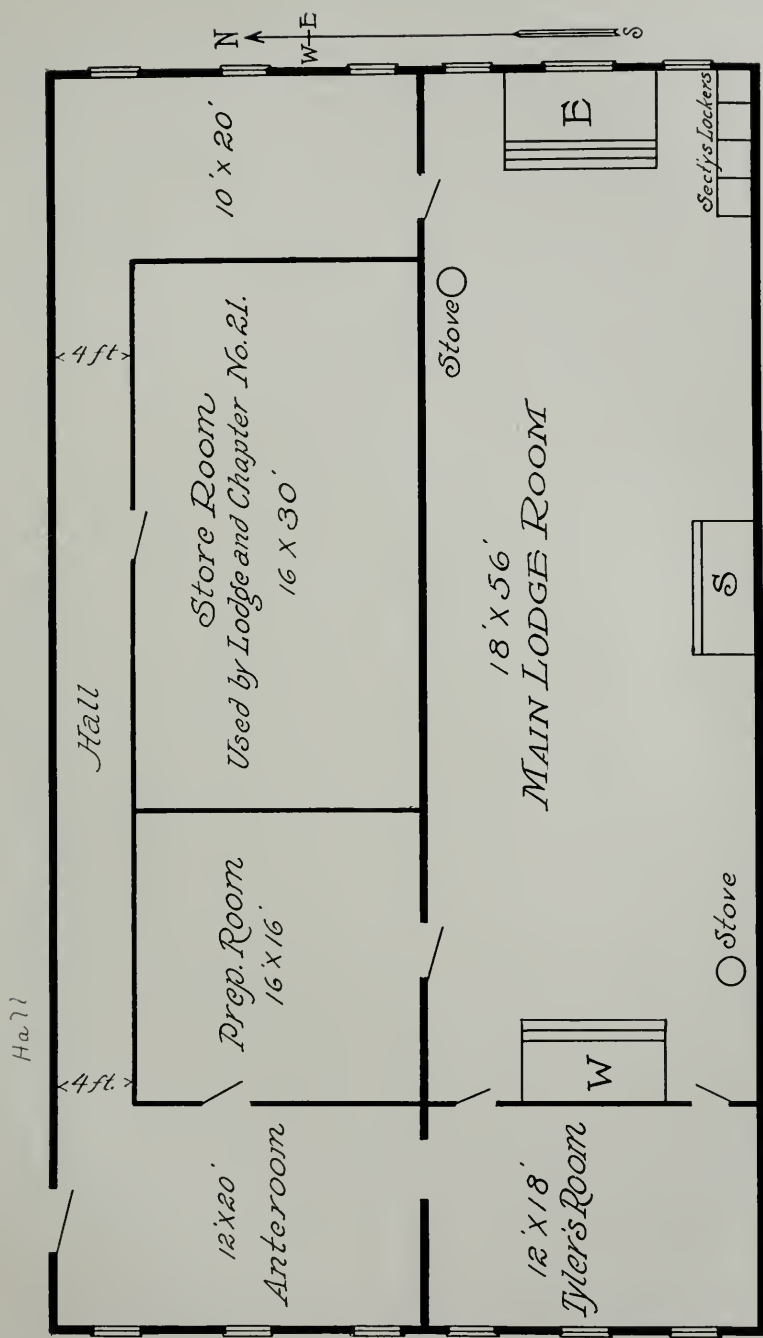 Hall
N
W E
S
10' x 20'
4 ft
Hall
4 ft.
Store Room
Used by Lodge and Chapter No. 21.
16 x 30'
Prep. Room
16' x 16'
12' x 20'
Anteroom
Stove
E
Sect'ys Lockers
18' x 56'
MAIN LODGE ROOM
S
Stove
W
12' x 18'
Tyler's Room